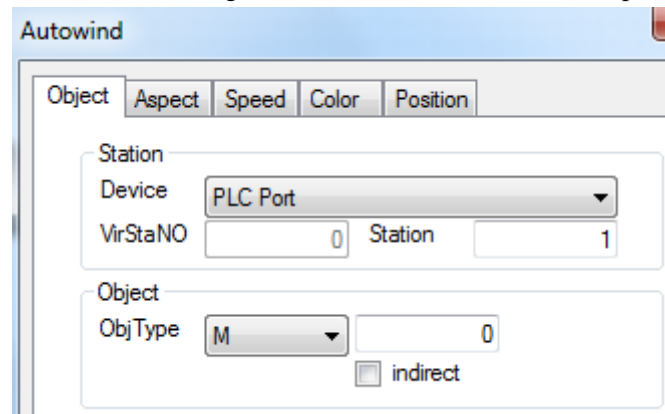 Autowind
Object Aspect Speed Color Position
Station
Device PLC Port
VirStaNO 0 Station 1
Object
ObjType M 0
indirect